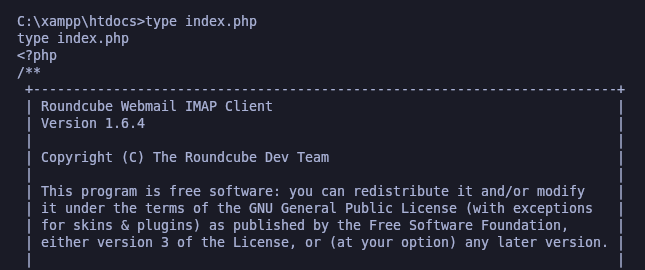 C:\xampp\htdocs>type index.php
type index.php
<?php
/**
+-------------------------------------------------------------------------+
| Roundcube Webmail IMAP Client |
| Version 1.6.4 |
| |
| Copyright (C) The Roundcube Dev Team |
| |
| This program is free software: you can redistribute it and/or modify |
| it under the terms of the GNU General Public License (with exceptions |
| for skins & plugins) as published by the Free Software Foundation, |
| either version 3 of the License, or (at your option) any later version. |
| |